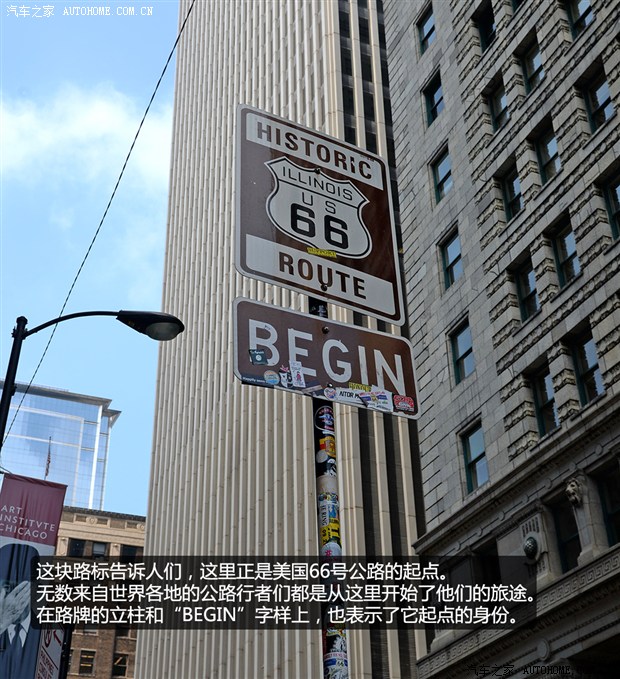 汽车之家 AUTOHOME.COM.CN
HISTORIC
ILLINOIS
U S
66
ROUTE
BEGIN
ART
INSTITVTE
CHICAGO
这块路标告诉人们，这里正是美国66号公路的起点。
无数来自世界各地的公路行者们都是从这里开始了他们的旅途。
在路牌的立柱和“BEGIN”字样上，也表示了它起点的身份。
汽车之家 AUTOHOME.COM.CN